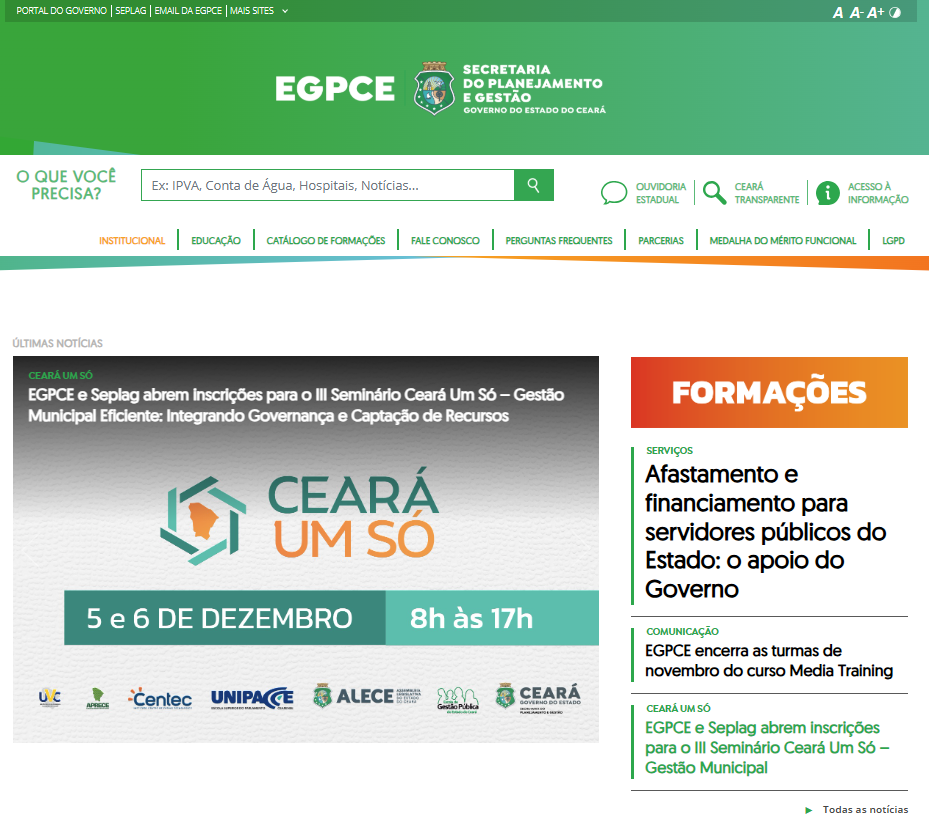 PORTAL DO GOVERNO | SEPLAG | EMAIL DA EGPCE | MAIS SITES
A A- A+
EGPCE
SECRETARIA
DO PLANEJAMENTO
E GESTÃO
GOVERNO DO ESTADO DO CEARÁ
O QUE VOCÊ
PRECISA?
Ex: IPVA, Conta de Água, Hospitais, Notícias...
OUVIDORIA
ESTADUAL
CEARÁ
TRANSPARENTE
ACESSO À
INFORMAÇÃO
INSTITUCIONAL
EDUCAÇÃO
CATÁLOGO DE FORMAÇÕES
FALE CONOSCO
PERGUNTAS FREQUENTES
PARCERIAS
MEDALHA DO MÉRITO FUNCIONAL
LGPD
ÚLTIMAS NOTÍCIAS
CEARÁ UM SÓ
EGPCE e Seplag abrem inscrições para o III Seminário Ceará Um Só – Gestão
Municipal Eficiente: Integrando Governança e Captação de Recursos
CEARÁ
UM SÓ
5 e 6 DE DEZEMBRO
8h às 17h
APRECE
Centec
UNIPACE
ALECE
ASSEMBLEIA
LEGISLATIVA
DO ESTADO
DO CEARÁ
Gestão Pública
CEARÁ
GOVERNO DO ESTADO
FORMAÇÕES
SERVIÇOS
Afastamento e
financiamento para
servidores públicos do
Estado: o apoio do
Governo
COMUNICAÇÃO
EGPCE encerra as turmas de
novembro do curso Media Training
CEARÁ UM SÓ
EGPCE e Seplag abrem inscrições
para o III Seminário Ceará Um Só –
Gestão Municipal
Todas as notícias